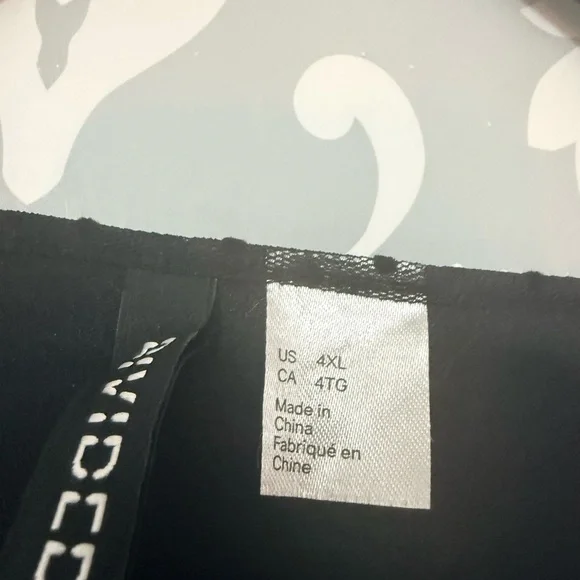 US 4XL
CA 4TG
Made in
China
Fabriqué en
Chine